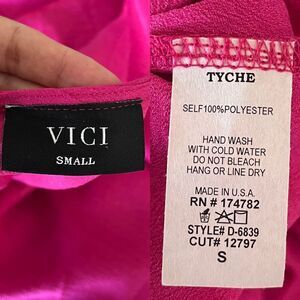 VICI
SMALL
TYCHE
SELF100%POLYESTER
HAND WASH
WITH COLD WATER
DO NOT BLEACH
HANG OR LINE DRY
MADE IN U.S.A.
RN # 174782
STYLE# D-6839
CUT# 12797
S